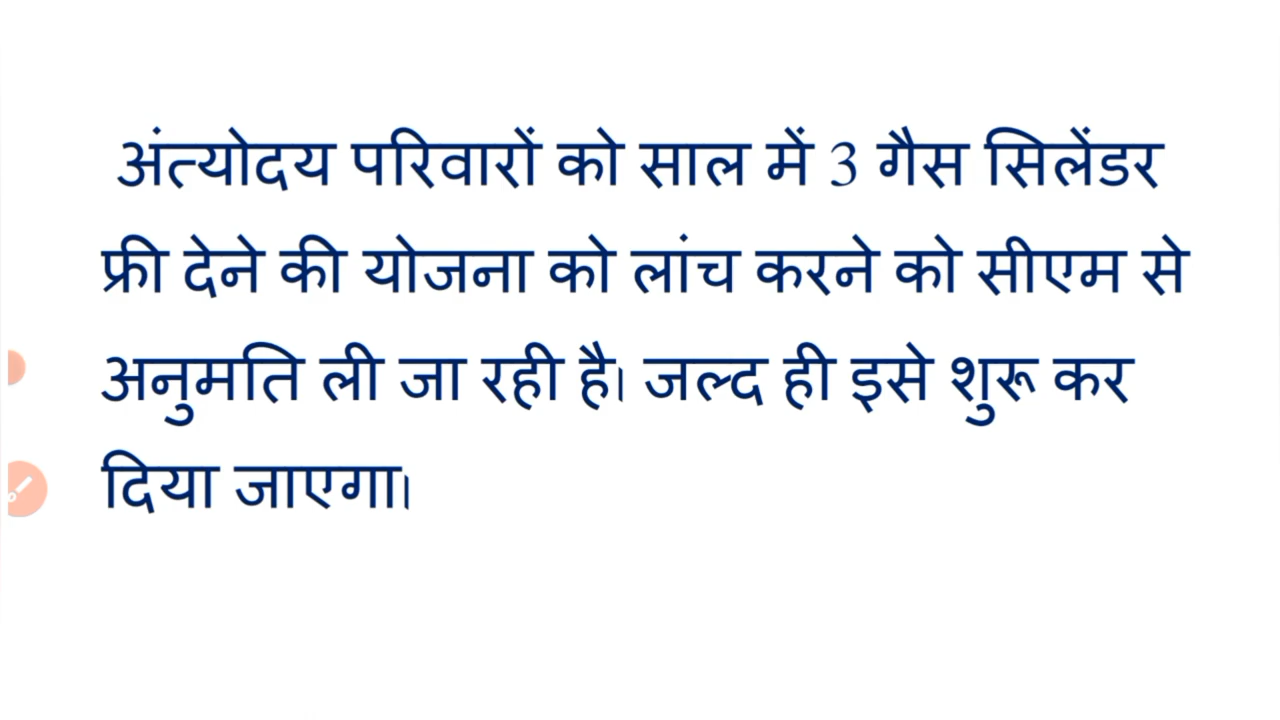 अंत्योदय परिवारों को साल में 3 गैस सिलेंडर
फ्री देने की योजना को लांच करने को सीएम से
अनुमति ली जा रही है। जल्द ही इसे शुरू कर
दिया जाएगा।